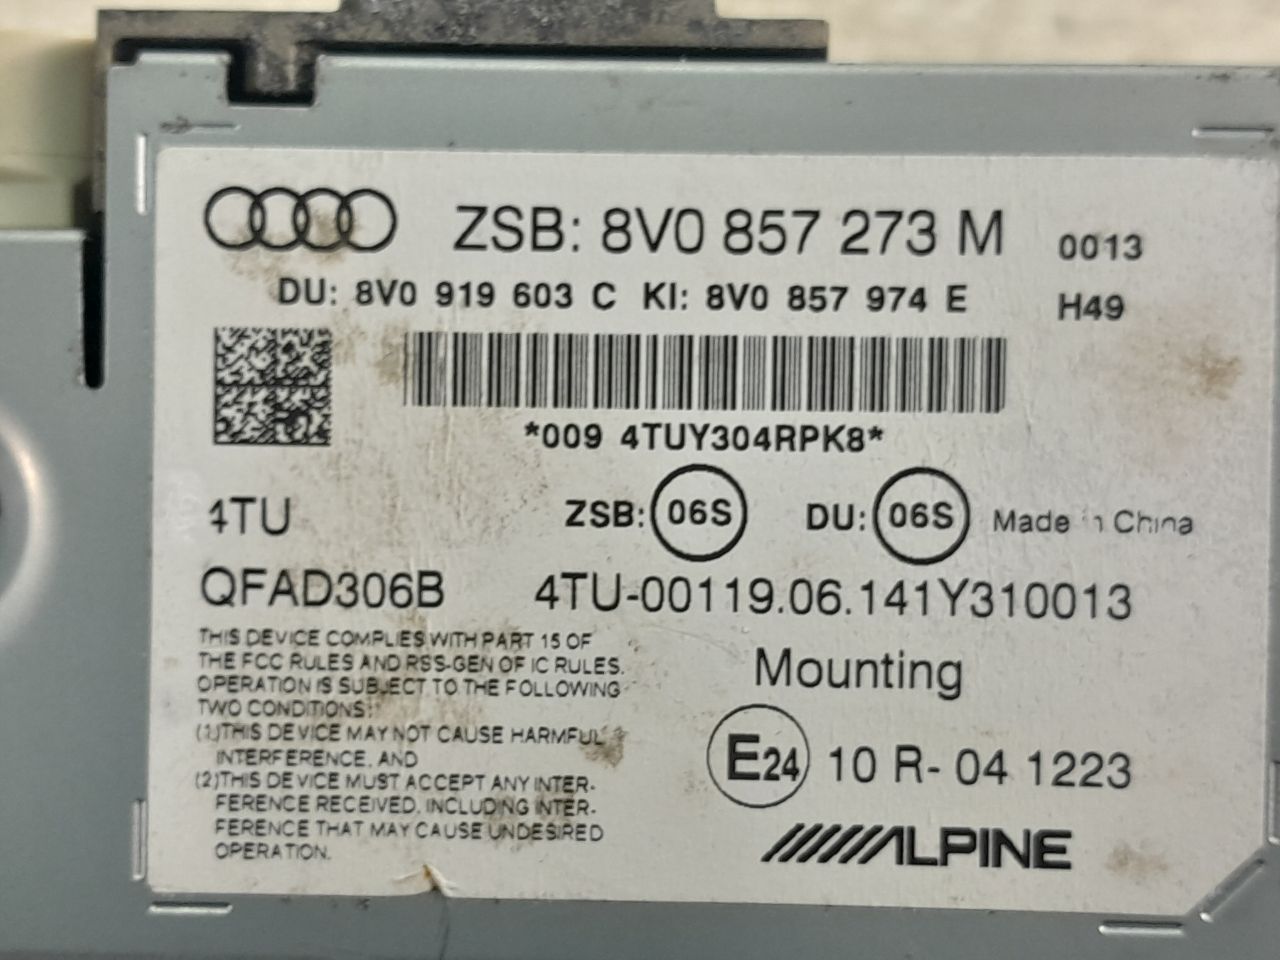 ZSB: 8V0 857 273 M 0013
DU: 8V0 919 603 C KI: 8V0 857 974 E H49
*009 4TUY304RPK8*
4TU ZSB: 06S DU: 06S Made in China
QFAD306B 4TU-00119.06.141Y310013
THIS DEVICE COMPLIES WITH PART 15 OF
THE FCC RULES AND RSS-GEN OF IC RULES.
OPERATION IS SUBJECT TO THE FOLLOWING
TWO CONDITIONS:
(1)THIS DEVICE MAY NOT CAUSE HARMFUL
INTERFERENCE, AND
(2)THIS DEVICE MUST ACCEPT ANY INTER-
FERENCE RECEIVED, INCLUDING INTER-
FERENCE THAT MAY CAUSE UNDESIRED
OPERATION.
Mounting
E24 10 R- 04 1223
ALPINE